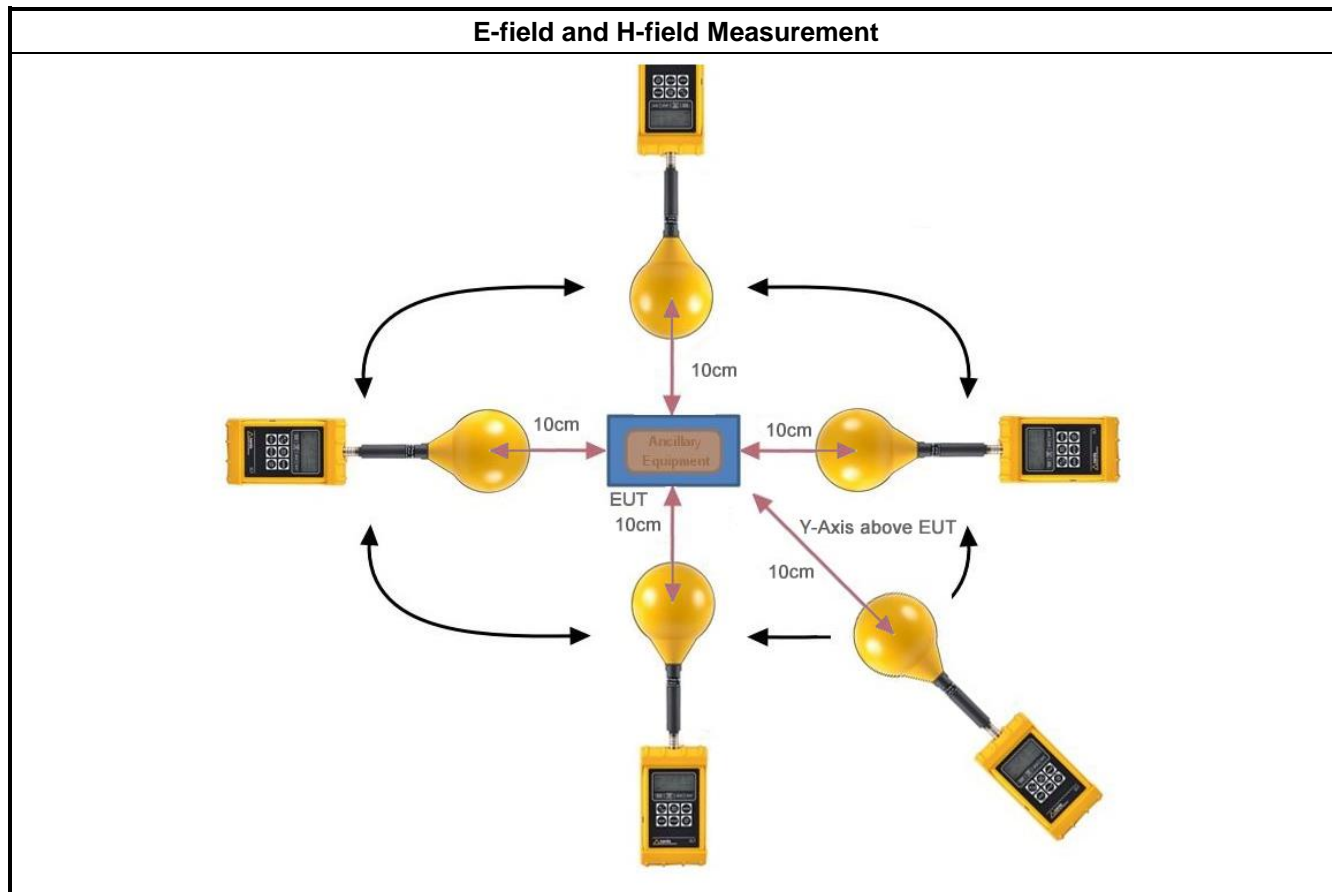 E-field and H-field Measurement
10cm
10cm
Ancillary
Equipment
10cm
EUT
10cm
Y-Axis above EUT
10cm